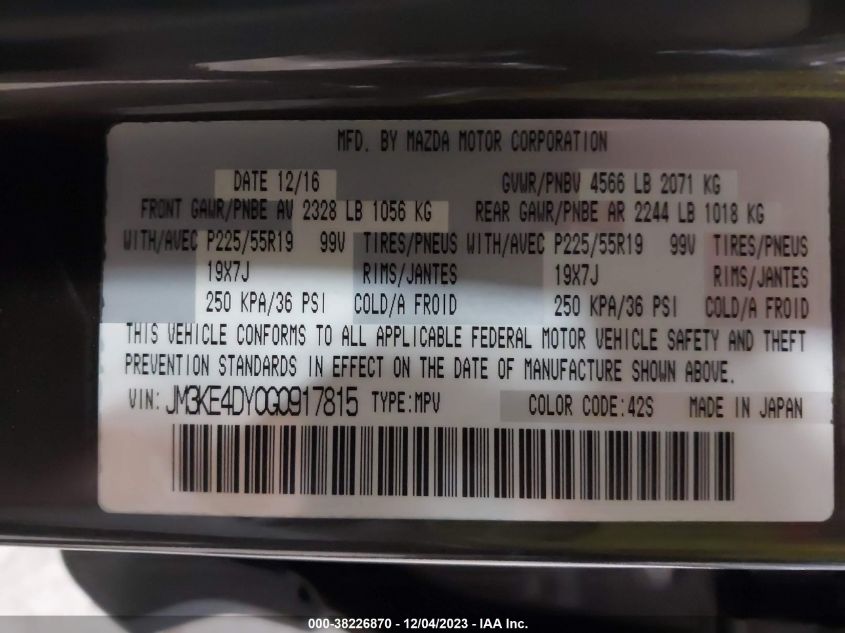 MFD. BY MAZDA MOTOR CORPORATION
DATE 12/16 GVWR/PNBV 4566 LB 2071 KG
FRONT GAWR/PNBE AV 2328 LB 1056 KG REAR GAWR/PNBE AR 2244 LB 1018 KG
WITH/AVEC P225/55R19 99V TIRES/PNEUS WITH/AVEC P225/55R19 99V TIRES/PNEUS
19X7J RIMS/JANTES 19X7J RIMS/JANTES
250 KPA/36 PSI COLD/A FROID 250 KPA/36 PSI COLD/A FROID
THIS VEHICLE CONFORMS TO ALL APPLICABLE FEDERAL MOTOR VEHICLE SAFETY AND THEFT
PREVENTION STANDARDS IN EFFECT ON THE DATE OF MANUFACTURE SHOWN ABOVE.
VIN: JM3KE4DY0G0917815 TYPE:MPV COLOR CODE:42S MADE IN JAPAN
000-38226870 - 12/04/2023 - IAA Inc.